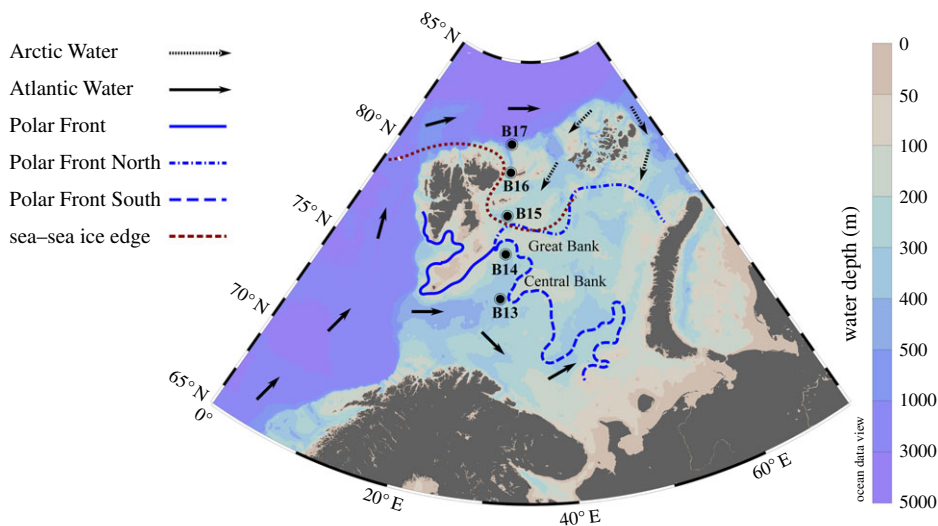 Arctic Water
Atlantic Water
Polar Front
Polar Front North
Polar Front South
sea–sea ice edge
85° N
80° N
75° N
70° N
65° N
0°
20° E
40° E
60° E
B17
B16
B15
Great Bank
B14
Central Bank
B13
water depth (m)
ocean data view
0
50
100
200
300
400
500
1000
3000
5000